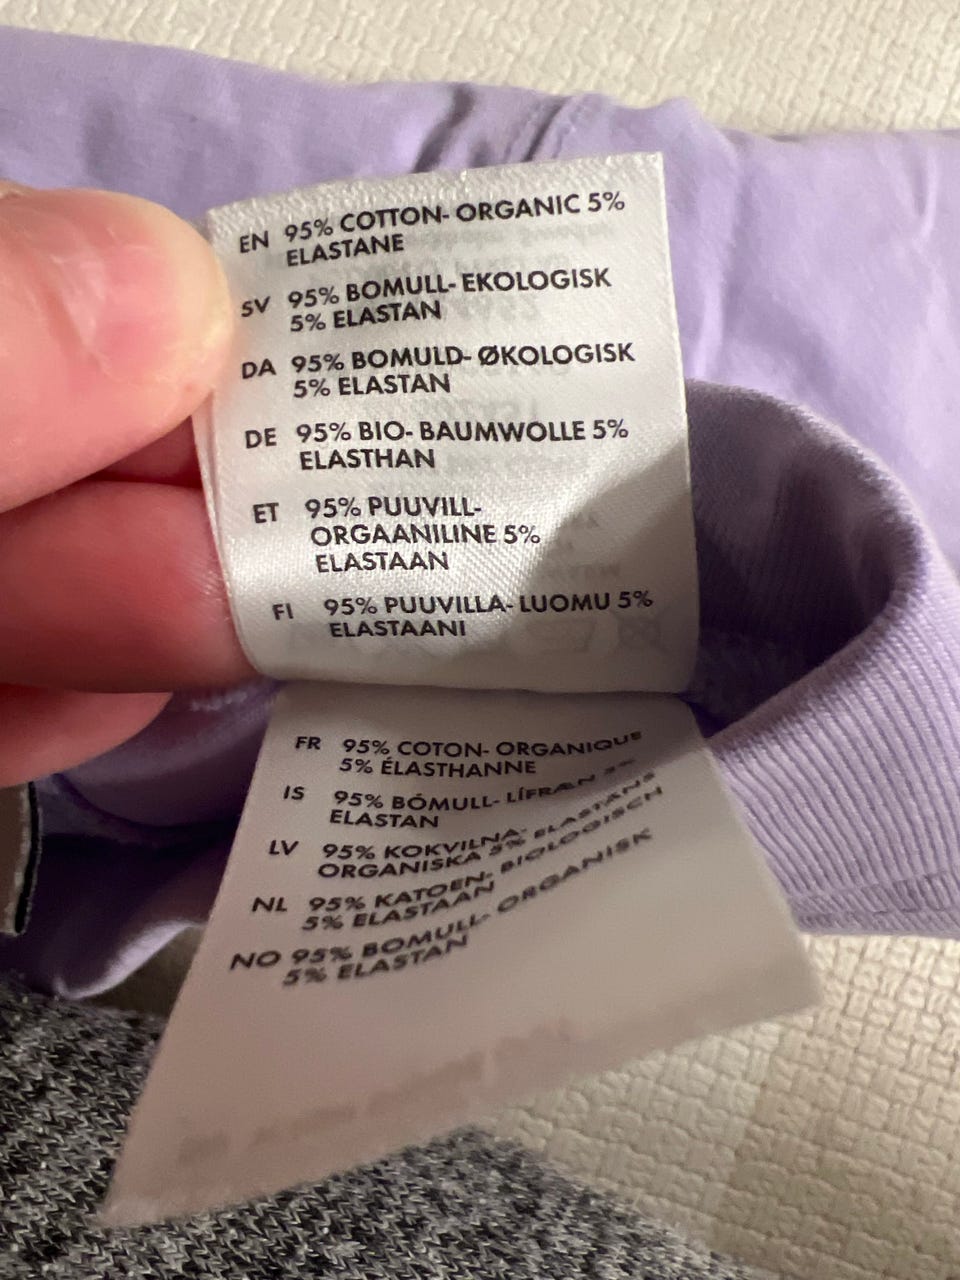 EN 95% COTTON- ORGANIC 5%
ELASTANE
SV 95% BOMULL- EKOLOGISK
5% ELASTAN
DA 95% BOMULD- ØKOLOGISK
5% ELASTAN
DE 95% BIO- BAUMWOLLE 5%
ELASTHAN
ET 95% PUUVILL-
ORGAANILINE 5%
ELASTAAN
FI 95% PUUVILLA- LUOMU 5%
ELASTAANI
FR 95% COTON- ORGANIQUE
5% ÉLASTHANNE
IS 95% BÓMULL- LÍFRÆN 5%
ELASTAN
LV 95% KOKVILNA- ELASTĀNS
ORGANISKA 5%
NL 95% KATOEN- BIOLOGISCH
5% ELASTAAN
NO 95% BOMULL- ORGANISK
5% ELASTAN